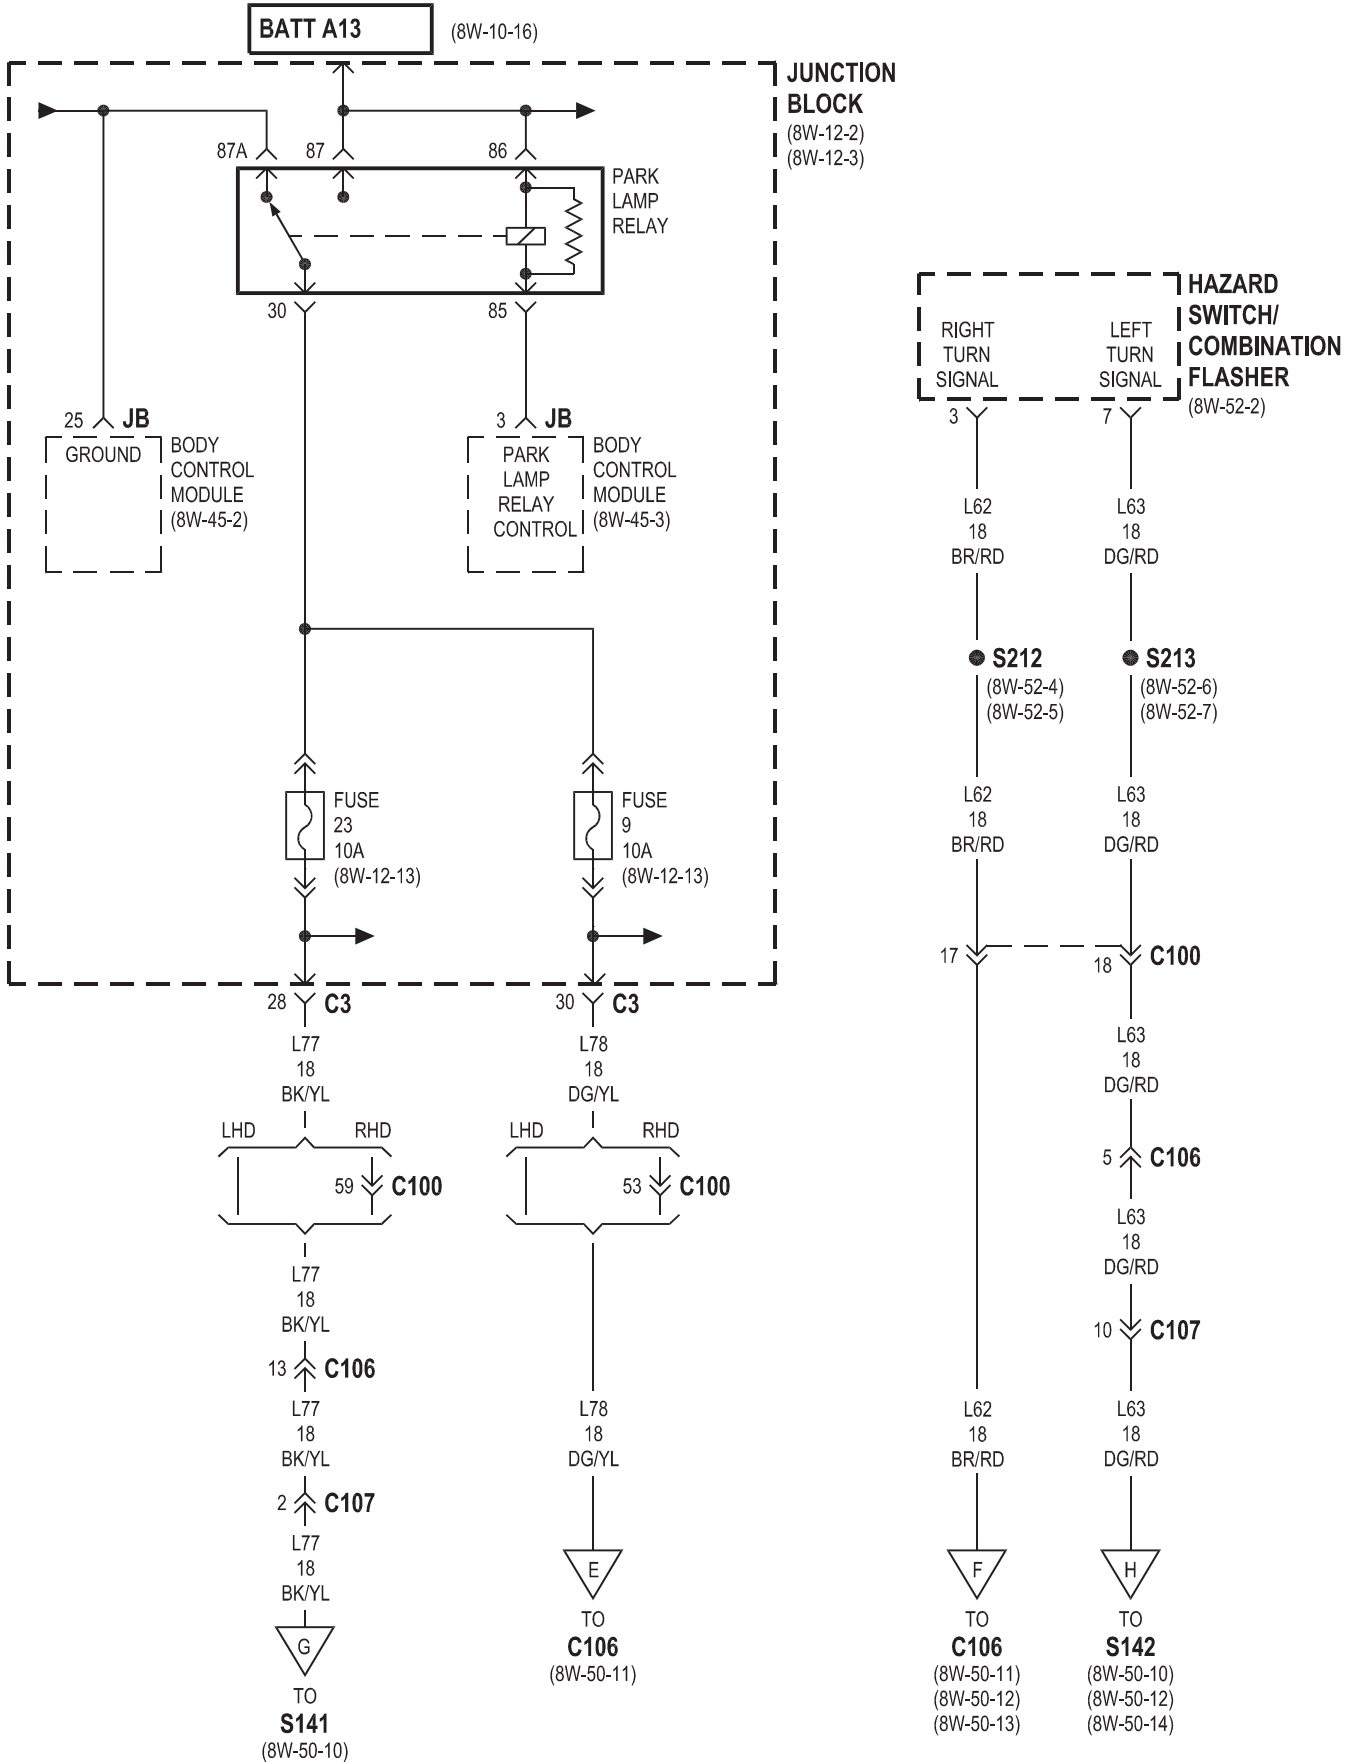 BATT A13
(8W-10-16)
JUNCTION
BLOCK
(8W-12-2)
(8W-12-3)
87A
87
86
PARK
LAMP
RELAY
30
85
25
JB
GROUND
BODY
CONTROL
MODULE
(8W-45-2)
3
JB
PARK
LAMP
RELAY
CONTROL
BODY
CONTROL
MODULE
(8W-45-3)
HAZARD
SWITCH/
COMBINATION
FLASHER
(8W-52-2)
RIGHT
TURN
SIGNAL
LEFT
TURN
SIGNAL
3
7
L62
18
BR/RD
L63
18
DG/RD
S212
(8W-52-4)
(8W-52-5)
S213
(8W-52-6)
(8W-52-7)
FUSE
23
10A
(8W-12-13)
FUSE
9
10A
(8W-12-13)
L62
18
BR/RD
L63
18
DG/RD
17
18
C100
28
C3
30
C3
L77
18
BK/YL
L78
18
DG/YL
L63
18
DG/RD
LHD
RHD
59
C100
LHD
RHD
53
C100
5
C106
L63
18
DG/RD
L77
18
BK/YL
10
C107
13
C106
L77
18
BK/YL
L78
18
DG/YL
L62
18
BR/RD
L63
18
DG/RD
2
C107
L77
18
BK/YL
G
TO
S141
(8W-50-10)
E
TO
C106
(8W-50-11)
F
TO
C106
(8W-50-11)
(8W-50-12)
(8W-50-13)
H
TO
S142
(8W-50-10)
(8W-50-12)
(8W-50-14)